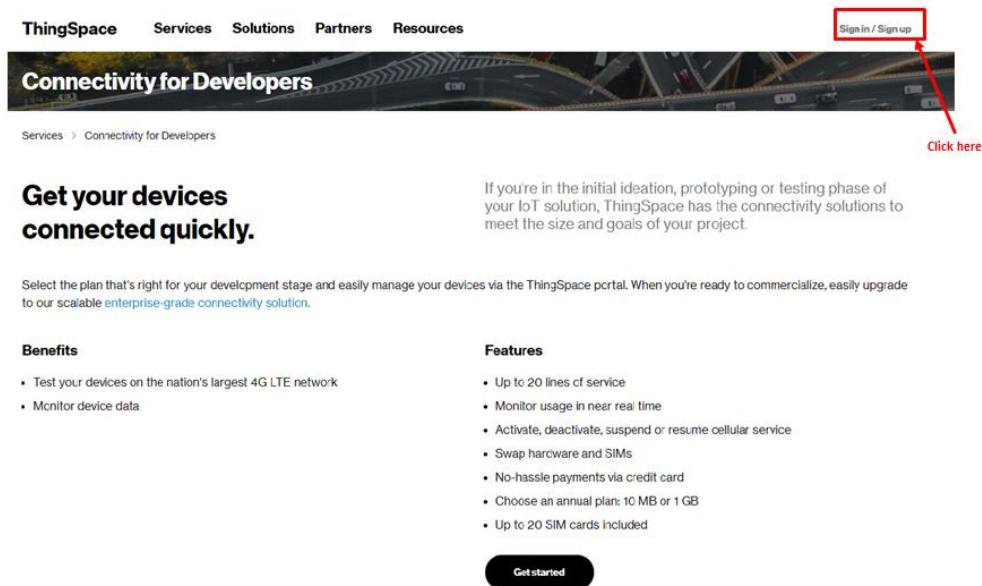 ThingSpace Services Solutions Partners Resources Sign in / Sign up
Connectivity for Developers
Services > Connectivity for Developers
Click here
Get your devices
connected quickly.
If you're in the initial ideation, prototyping or testing phase of
your IoT solution, ThingSpace has the connectivity solutions to
meet the size and goals of your project.
Select the plan that's right for your development stage and easily manage your devices via the ThingSpace portal. When you're ready to commercialize, easily upgrade
to our scalable enterprise-grade connectivity solution.
Benefits
• Test your devices on the nation's largest 4G LTE network
• Monitor device data
Features
• Up to 20 lines of service
• Monitor usage in near real time
• Activate, deactivate, suspend or resume cellular service
• Swap hardware and SIMs
• No-hassle payments via credit card
• Choose an annual plan: 10 MB or 1 GB
• Up to 20 SIM cards included
Get started